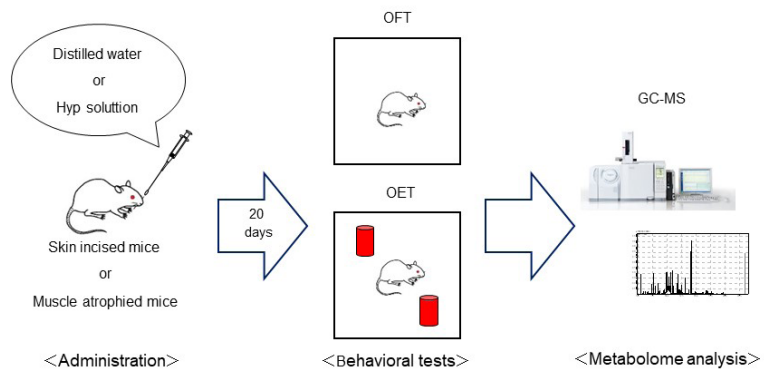 Distilled water
or
Hyp soluttion
Skin incised mice
or
Muscle atrophied mice
<Administration>
20
days
OFT
OET
<Behavioral tests>
GC-MS
<Metabolome analysis>